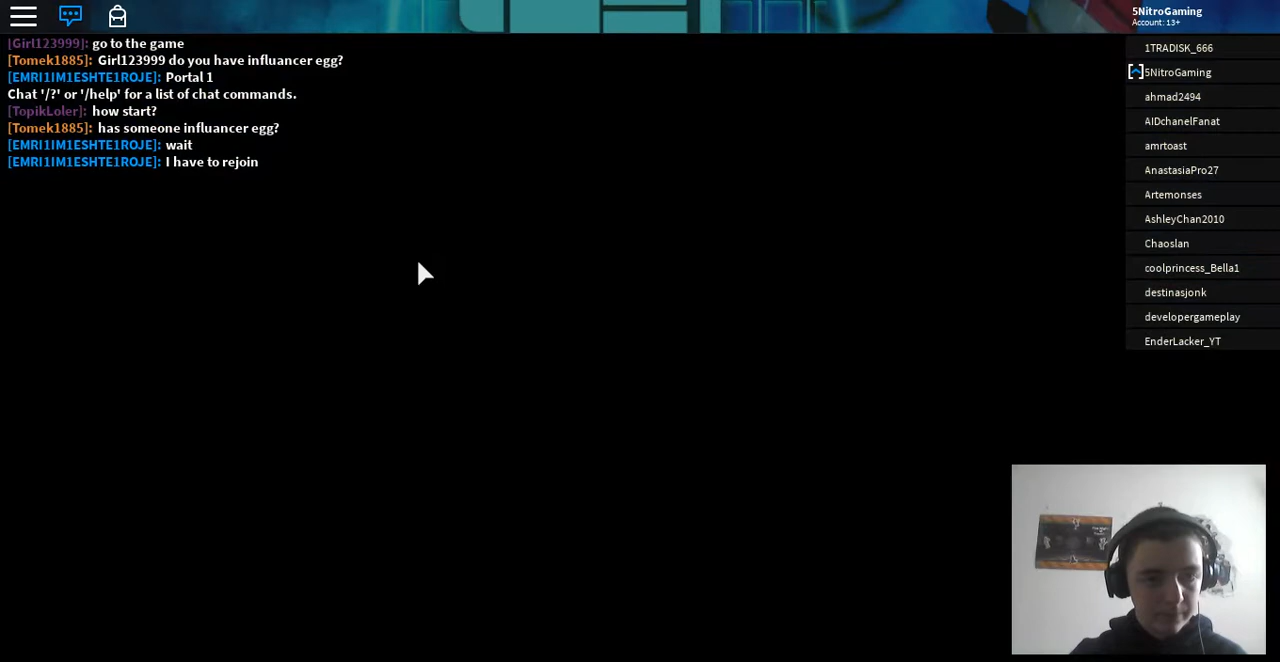 5NitroGaming
Account: 13+
[Girl123999]: go to the game
[Tomek1885]: Girl123999 do you have influancer egg?
[EMRI1IM1ESHTE1ROJE]: Portal 1
Chat '/?' or '/help' for a list of chat commands.
[TopikLoler]: how start?
[Tomek1885]: has someone influancer egg?
[EMRI1IM1ESHTE1ROJE]: wait
[EMRI1IM1ESHTE1ROJE]: I have to rejoin
1TRADISK_666
5NitroGaming
ahmad2494
AIDchanelFanat
amrtoast
AnastasiaPro27
Artemonses
AshleyChan2010
Chaoslan
coolprincess_Bella1
destinasjonk
developergameplay
EnderLacker_YT